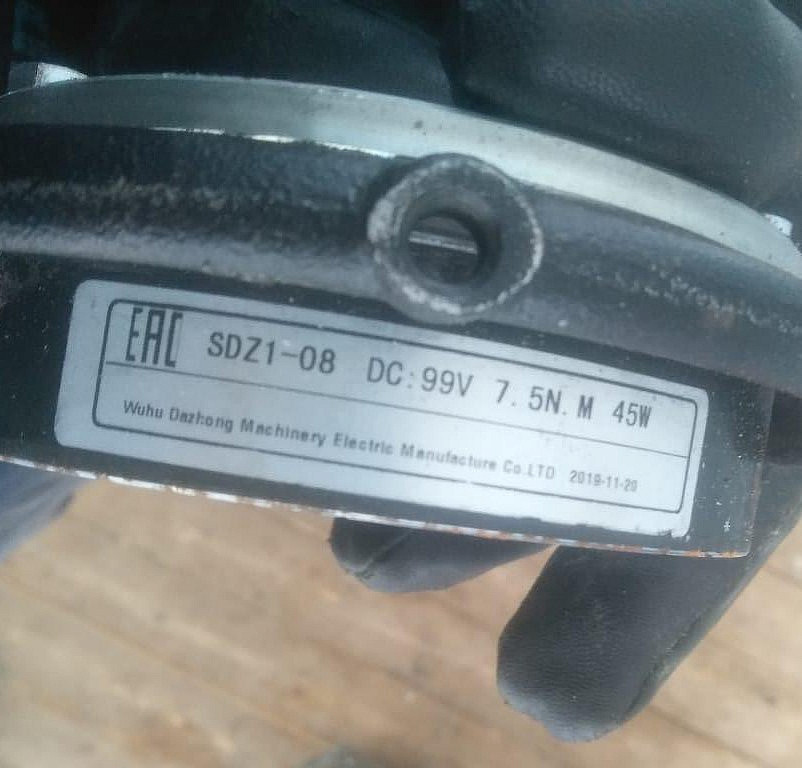 EAC SDZ1-08 DC:99V 7.5N.M 45W
Wuhu Dazhong Machinery Electric Manufacture Co.LTD 2019-11-20